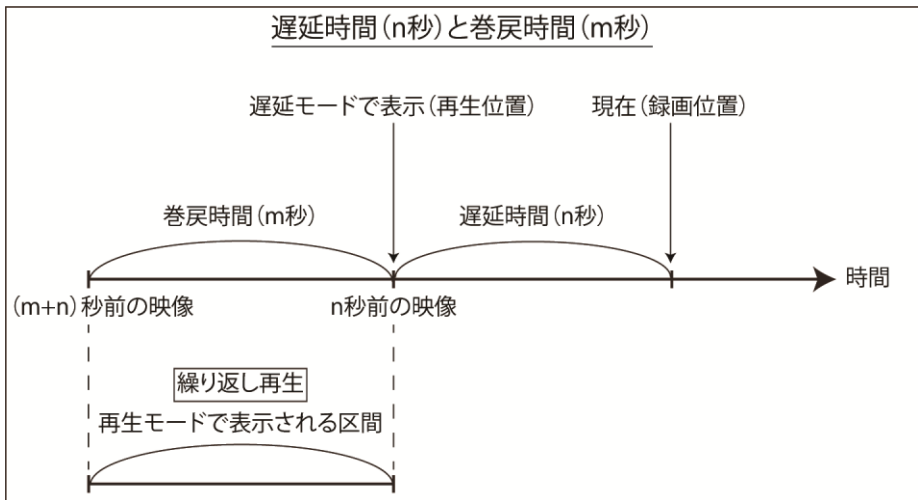 遅延時間(n秒)と巻戻時間(m秒)
遅延モードで表示(再生位置)
現在(録画位置)
巻戻時間(m秒)
遅延時間(n秒)
時間
(m+n)秒前の映像
n秒前の映像
繰り返し再生
再生モードで表示される区間